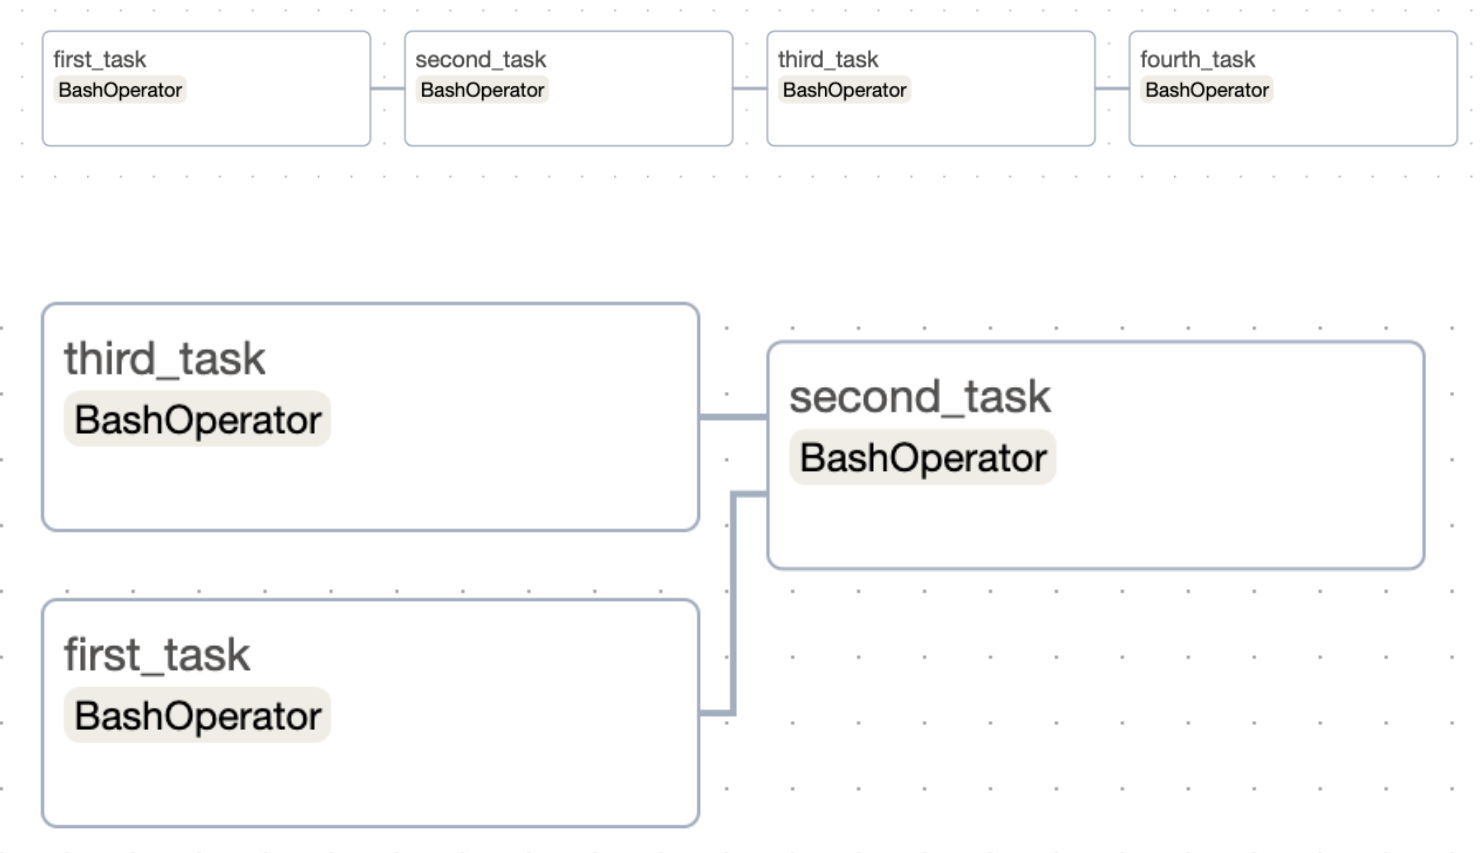 first_task
BashOperator
second_task
BashOperator
third_task
BashOperator
fourth_task
BashOperator
third_task
BashOperator
second_task
BashOperator
first_task
BashOperator